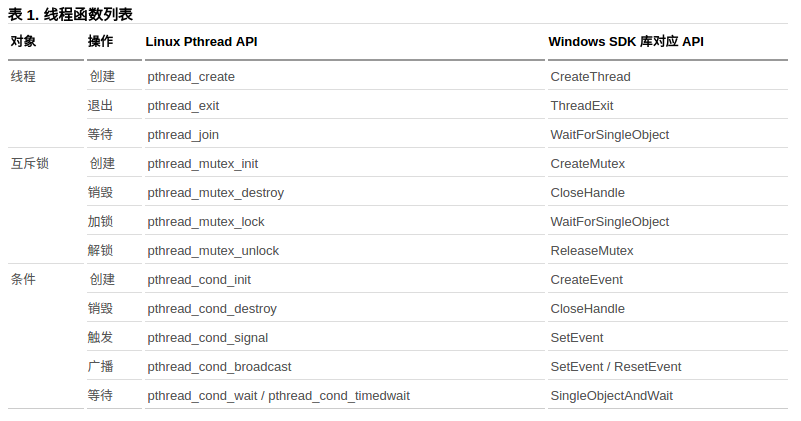 表 1. 线程函数列表
对象 操作 Linux Pthread API Windows SDK 库对应 API
线程 创建 pthread_create CreateThread
退出 pthread_exit ThreadExit
等待 pthread_join WaitForSingleObject
互斥锁 创建 pthread_mutex_init CreateMutex
销毁 pthread_mutex_destroy CloseHandle
加锁 pthread_mutex_lock WaitForSingleObject
解锁 pthread_mutex_unlock ReleaseMutex
条件 创建 pthread_cond_init CreateEvent
销毁 pthread_cond_destroy CloseHandle
触发 pthread_cond_signal SetEvent
广播 pthread_cond_broadcast SetEvent / ResetEvent
等待 pthread_cond_wait / pthread_cond_timedwait SingleObjectAndWait